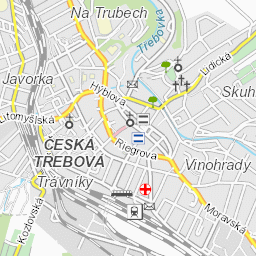 Na Trubech
Třebovka
Lidická
Javorka
Skuh
Hýblova
Litomyšlská
ČESKÁ
TŘEBOVÁ
Riegrova
Vinohrady
Trávníky
Kozlovská
Moravská